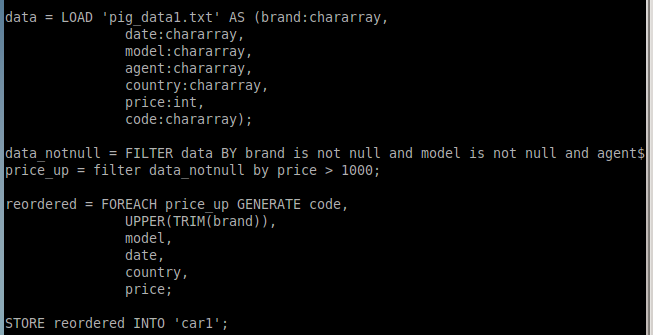 data = LOAD 'pig_data1.txt' AS (brand:chararray,
date:chararray,
model:chararray,
agent:chararray,
country:chararray,
price:int,
code:chararray);
data_notnull = FILTER data BY brand is not null and model is not null and agent$
price_up = filter data_notnull by price > 1000;
reordered = FOREACH price_up GENERATE code,
UPPER(TRIM(brand)),
model,
date,
country,
price;
STORE reordered INTO 'car1';